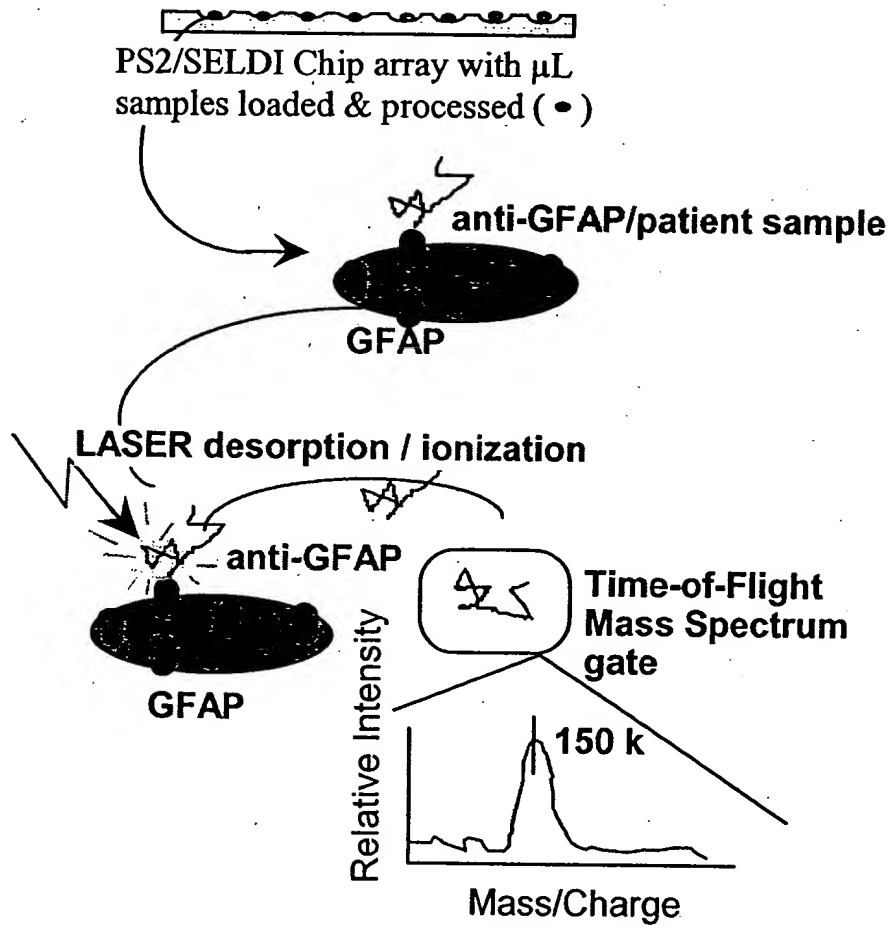 PS2/SELDI Chip array with μL
samples loaded & processed ( • )
anti-GFAP/patient sample
GFAP
LASER desorption / ionization
anti-GFAP
GFAP
Time-of-Flight
Mass Spectrum
gate
Relative Intensity
150 k
Mass/Charge